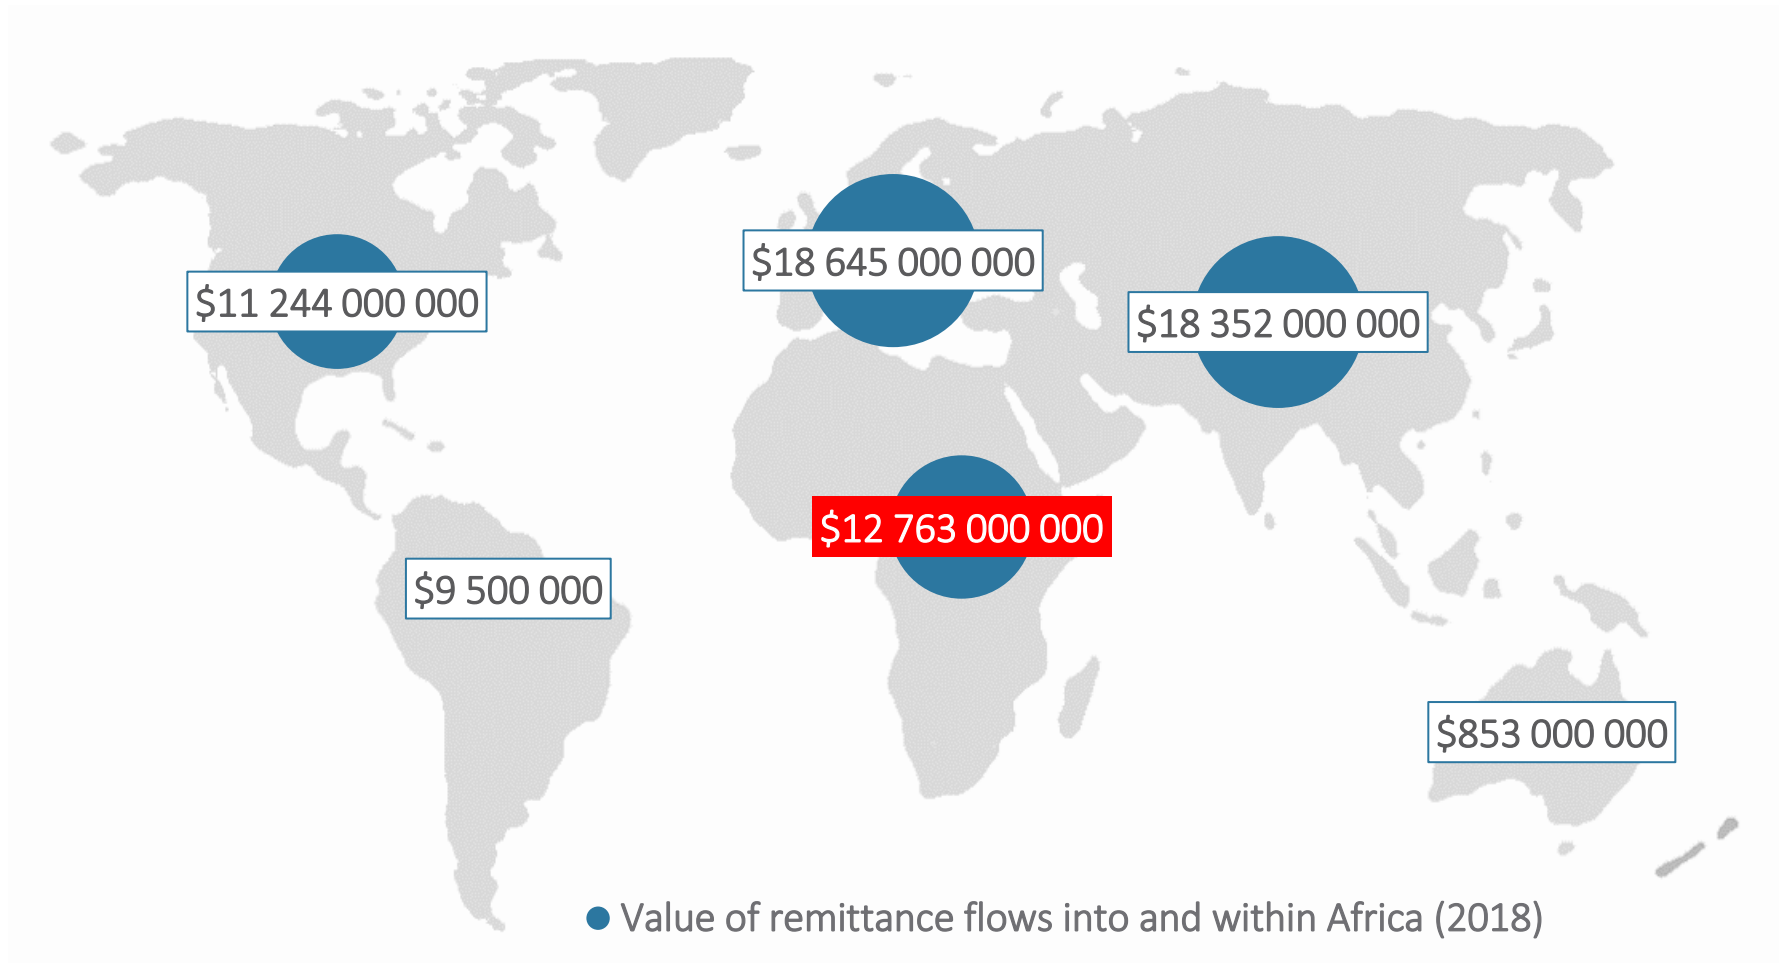 $18 645 000 000
$11 244 000 000
$18 352 000 000
$12 763 000 000
$9 500 000
$853 000 000
Value of remittance flows into and within Africa (2018)